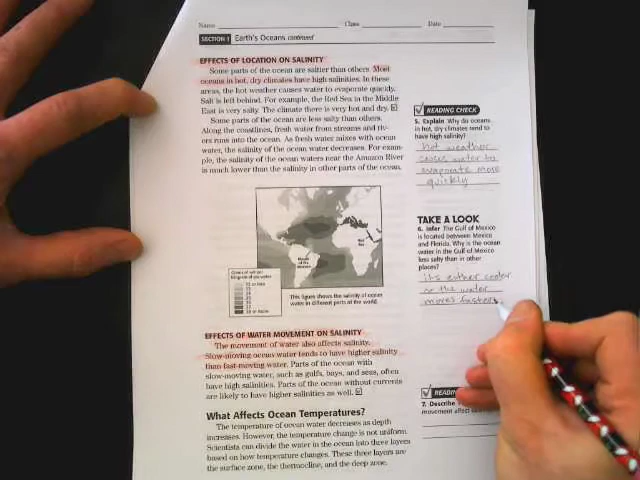 Name Class Date
SECTION 1 Earth's Oceans continued
EFFECTS OF LOCATION ON SALINITY
Some parts of the ocean are saltier than others. Most
oceans in hot, dry climates have high salinities. In these
areas, the hot weather causes water to evaporate quickly.
Salt is left behind. For example, the Red Sea in the Middle
East is very salty. The climate there is very hot and dry.
Some parts of the ocean are less salty than others.
Along the coastlines, fresh water from streams and riv-
ers runs into the ocean. As fresh water mixes with ocean
water, the salinity of the ocean water decreases. For exam-
ple, the salinity of the ocean waters near the Amazon River
is much lower than the salinity in other parts of the ocean.
READING CHECK
5. Explain Why do oceans
in hot, dry climates tend to
have high salinity?
hot weather
causes water to
evaporate more
quickly
TAKE A LOOK
6. Infer The Gulf of Mexico
is located between Mexico
and Florida. Why is the ocean
water in the Gulf of Mexico
less salty than in other
places?
its either cooler
or the water
moves faster
This figure shows the salinity of ocean
water in different parts of the world.
EFFECTS OF WATER MOVEMENT ON SALINITY
The movement of water also affects salinity.
Slow-moving ocean water tends to have higher salinity
than fast-moving water. Parts of the ocean with
slow-moving water, such as gulfs, bays, and seas, often
have high salinities. Parts of the ocean without currents
are likely to have higher salinities as well.
READIN
7. Describe
movement affect
What Affects Ocean Temperatures?
The temperature of ocean water decreases as depth
increases. However, the temperature change is not uniform.
Scientists can divide the water in the ocean into three layers
based on how temperature changes. These three layers are
the surface zone, the thermocline, and the deep zone.